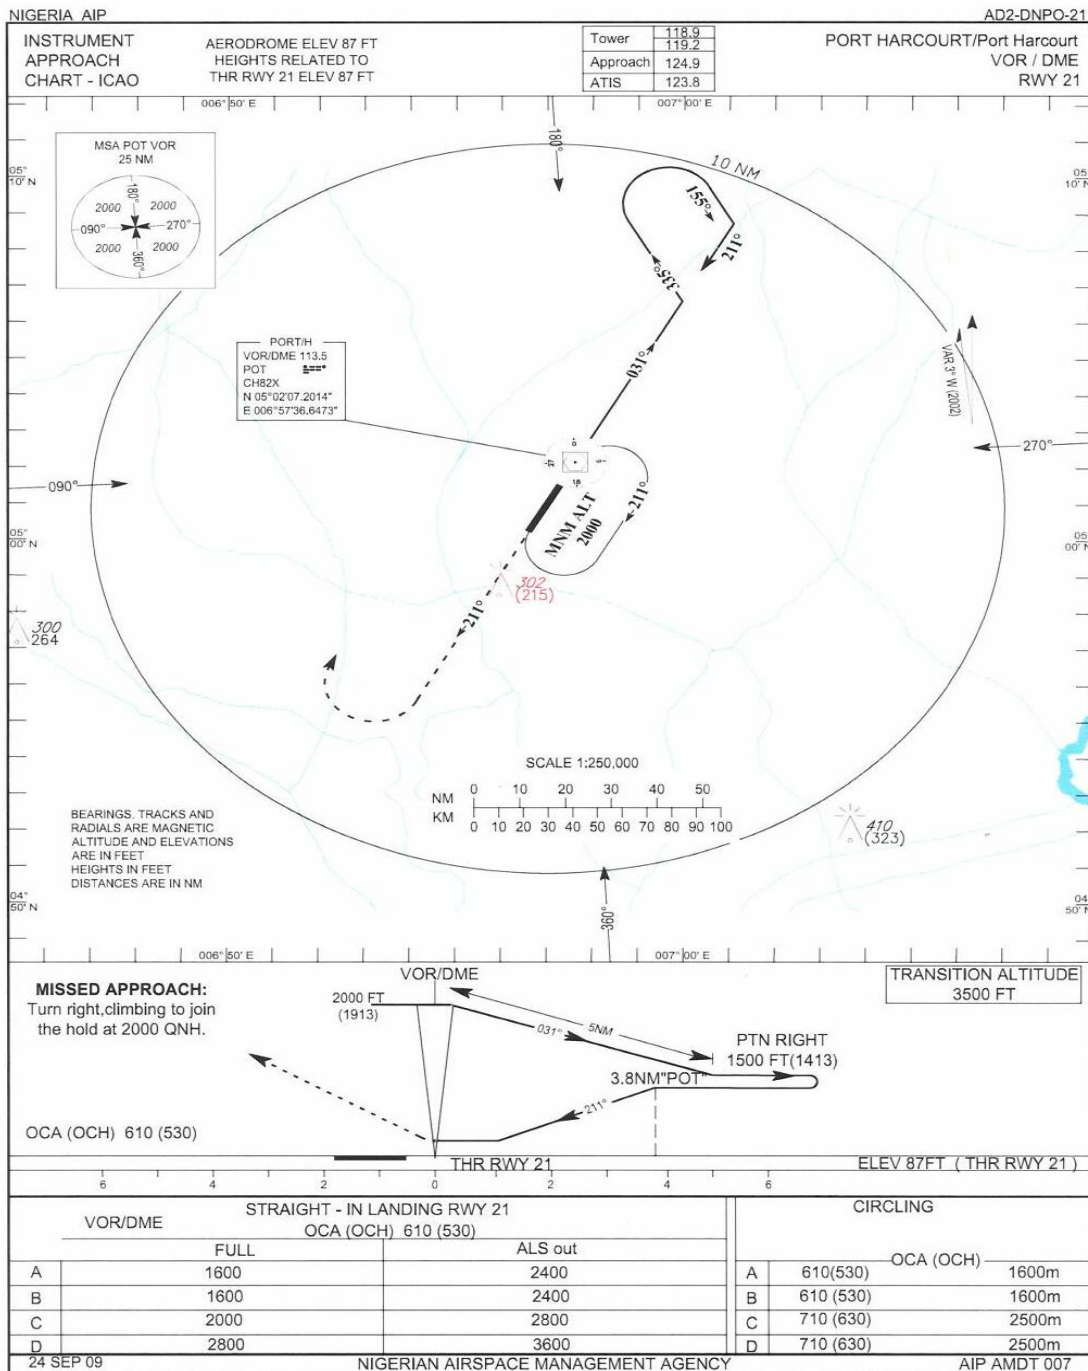 NIGERIA AIP
AD2-DNPO-21
INSTRUMENT
APPROACH
CHART - ICAO
AERODROME ELEV 87 FT
HEIGHTS RELATED TO
THR RWY 21 ELEV 87 FT
Tower 118.9
119.2
Approach 124.9
ATIS 123.8
PORT HARCOURT/Port Harcourt
VOR / DME
RWY 21
006° 50' E
007° 00' E
180°
10 NM
MSA POT VOR
25 NM
180°
2000 2000
090° 270°
2000 2000
360°
05°
10' N
05°
10' N
155°
211°
335°
031°
PORT/H
VOR/DME 113.5
POT
CH82X
N 05°02'07.2014"
E 006°57'36.6473"
VAR 3° W (2002)
270°
090°
211°
MNM ALT
2000
05°
00' N
05°
00' N
302
(215)
211°
300
264
SCALE 1:250,000
NM 0 10 20 30 40 50
KM 0 10 20 30 40 50 60 70 80 90 100
BEARINGS, TRACKS AND
RADIALS ARE MAGNETIC
ALTITUDE AND ELEVATIONS
ARE IN FEET
HEIGHTS IN FEET
DISTANCES ARE IN NM
410
(323)
04°
50' N
04°
50' N
360°
006° 50' E
007° 00' E
MISSED APPROACH:
Turn right,climbing to join
the hold at 2000 QNH.
VOR/DME
2000 FT
(1913)
031°
5NM
PTN RIGHT
1500 FT(1413)
3.8NM"POT"
211°
TRANSITION ALTITUDE
3500 FT
OCA (OCH) 610 (530)
THR RWY 21
ELEV 87FT ( THR RWY 21 )
6 4 2 0 2 4 6
VOR/DME
STRAIGHT - IN LANDING RWY 21
OCA (OCH) 610 (530)
FULL ALS out
A 1600 2400
B 1600 2400
C 2000 2800
D 2800 3600
CIRCLING
OCA (OCH)
A 610(530) 1600m
B 610 (530) 1600m
C 710 (630) 2500m
D 710 (630) 2500m
24 SEP 09
NIGERIAN AIRSPACE MANAGEMENT AGENCY
AIP AMDT 007